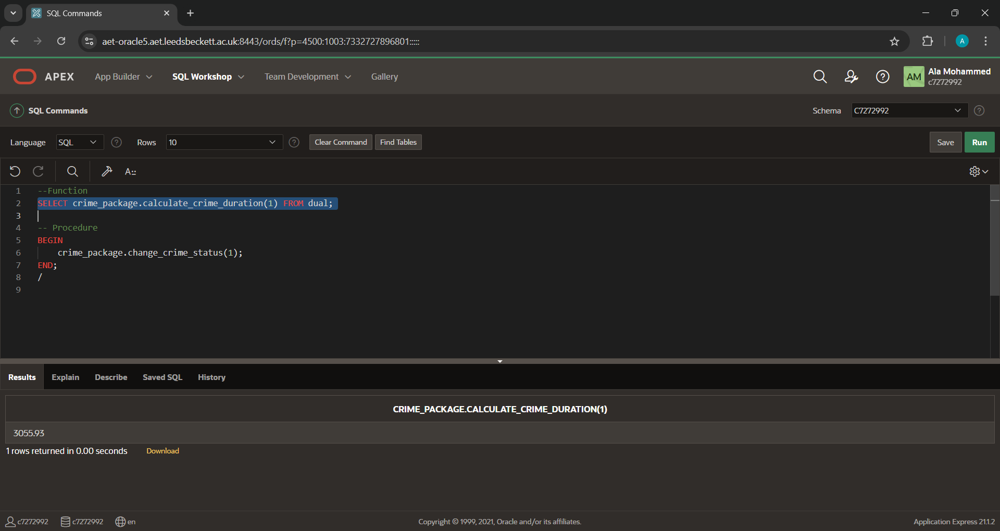 SQL Commands
aet-oracle5.aet.leedsbeckett.ac.uk:8443/ords/f?p=4500:1003:7332727896801:::::
A
APEX App Builder SQL Workshop Team Development Gallery
AM Ala Mohammed
c7272992
SQL Commands Schema C7272992
Language SQL Rows 10 Clear Command Find Tables Save Run
A::
1 --Function
2 SELECT crime_package.calculate_crime_duration(1) FROM dual;
3
4 -- Procedure
5 BEGIN
6 crime_package.change_crime_status(1);
7 END;
8 /
9
Results Explain Describe Saved SQL History
CRIME_PACKAGE.CALCULATE_CRIME_DURATION(1)
3055.93
1 rows returned in 0.00 seconds Download
c7272992 c7272992 en Copyright © 1999, 2021, Oracle and/or its affiliates. Application Express 21.1.2